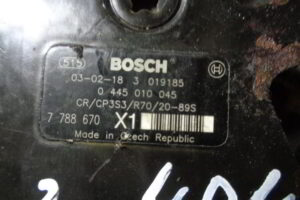 515 BOSCH
03-02-18 3 019185
0 445 010 045
CR/CP3S3/R70/20-89S
7 788 670 X1
Made in Czech Republic